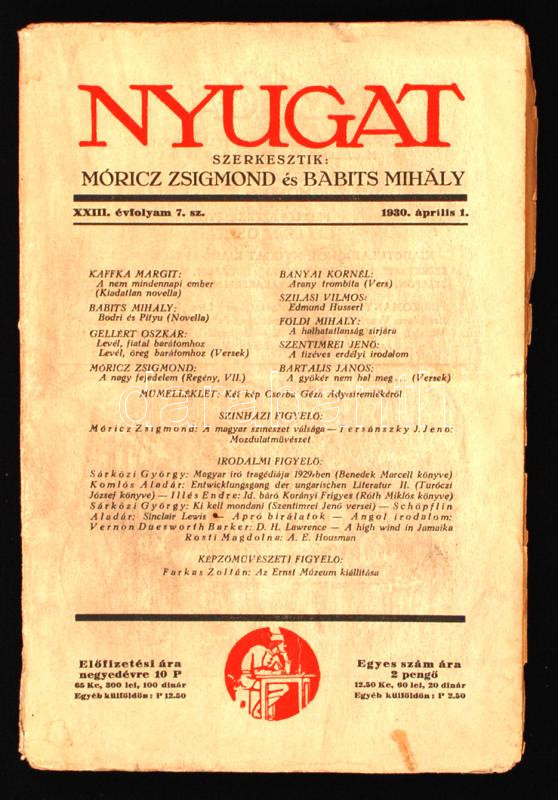 NYUGAT
SZERKESZTIK:
MÓRICZ ZSIGMOND és BABITS MIHÁLY
XXIII. évfolyam 7. sz.
1930. április 1.
KAFFKA MARGIT:
A nem mindennapi ember
(Kiadatlan novella)
BABITS MIHÁLY:
Bodri és Pityu (Novella)
GELLÉRT OSZKÁR:
Levél, fiatal barátomhoz
Levél, öreg barátomhoz (Versek)
MÓRICZ ZSIGMOND:
A nagy fejedelem (Regény, VII.)
BÁNYAI KORNÉL:
Arany trombita (Vers)
SZILASI VILMOS:
Edmund Husserl
FÖLDI MIHÁLY:
A halhatatlanság sírjára
SZENTIMREI JENŐ:
A tízéves erdélyi irodalom
BARTALIS JÁNOS:
A gyökér nem hal meg... (Versek)
MŰMELLÉKLET: Két kép Csorba Géza Ady-síremlékéről
SZÍNHÁZI FIGYELŐ:
Móricz Zsigmond: A magyar színészet válsága — Tersánszky J. Jenő:
Mozdulatművészet
IRODALMI FIGYELŐ:
Sárközi György: Magyar író tragédiája 1929-ben (Benedek Marcell könyve)
Komlós Aladár: Entwicklungsgang der ungarischen Literatur II. (Turóczi
József könyve) — Illés Endre: Id. báró Korányi Frigyes (Róth Miklós könyve)
Sárközi György: Ki kell mondani (Szentimrei Jenő versei) — Schöpflin
Aladár: Sinclair Lewis — Apró bírálatok — Angol irodalom:
Vernon Duesworth Barker: D. H. Lawrence — A high wind in Jamaika
Rosti Magdolna: A. E. Housman
KÉPZŐMŰVÉSZETI FIGYELŐ:
Farkas Zoltán: Az Ernst Múzeum kiállítása
darabanth
Előfizetési ára
negyedévre 10 P
65 Kc, 300 lei, 100 dinár
Egyéb külföldön: P 12.50
Egyes szám ára
2 pengő
12.50 Kc, 60 lei, 20 dinár
Egyéb külföldön: P 2.50